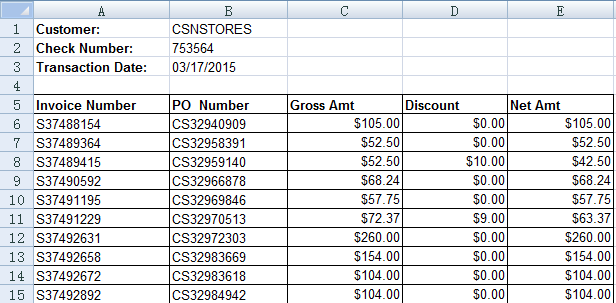 A B C D E
1 Customer: CSNSTORES
2 Check Number: 753564
3 Transaction Date: 03/17/2015
4
5 Invoice Number PO Number Gross Amt Discount Net Amt
6 S37488154 CS32940909 $105.00 $0.00 $105.00
7 S37489364 CS32958391 $52.50 $0.00 $52.50
8 S37489415 CS32959140 $52.50 $10.00 $42.50
9 S37490592 CS32966878 $68.24 $0.00 $68.24
10 S37491195 CS32969846 $57.75 $0.00 $57.75
11 S37491229 CS32970513 $72.37 $9.00 $63.37
12 S37492631 CS32972303 $260.00 $0.00 $260.00
13 S37492658 CS32983669 $154.00 $0.00 $154.00
14 S37492672 CS32983618 $104.00 $0.00 $104.00
15 S37492892 CS32984942 $104.00 $0.00 $104.00